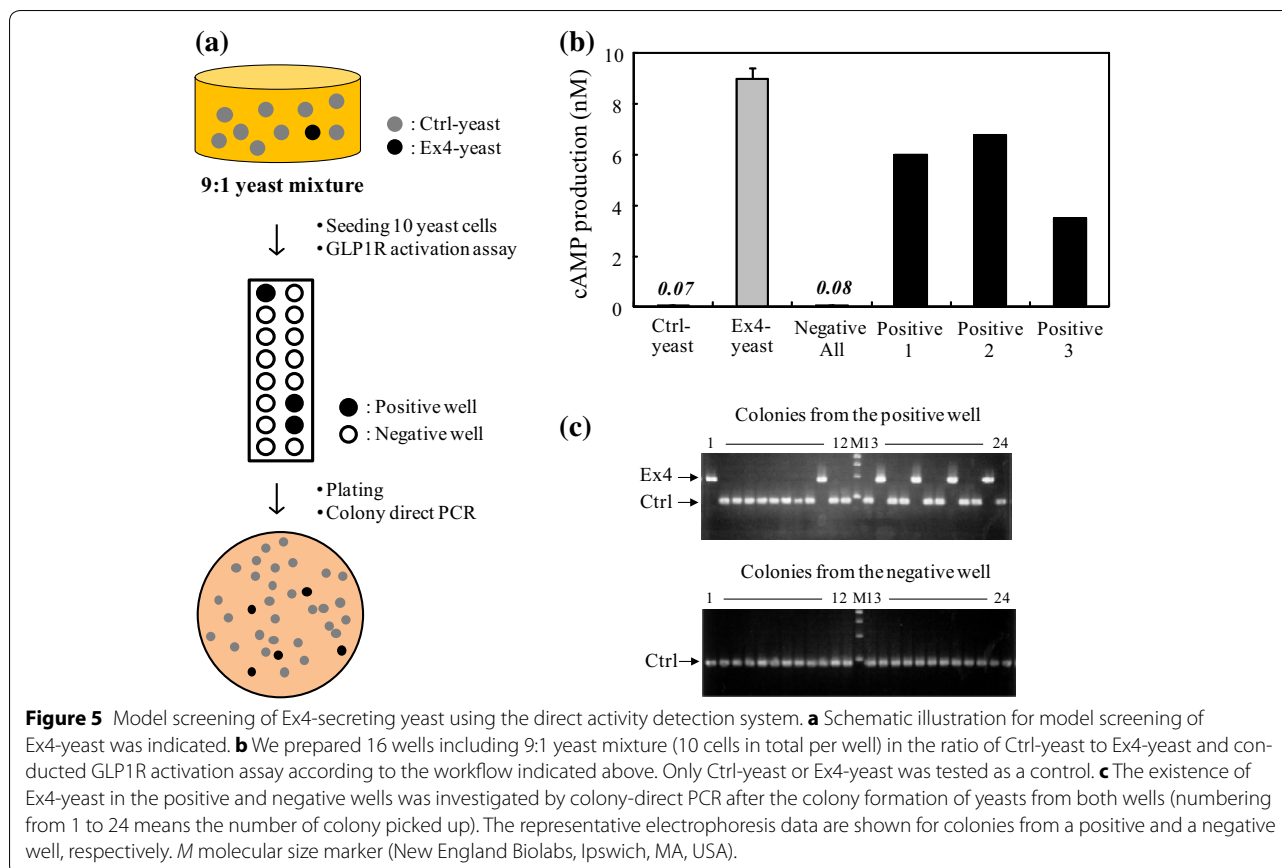 (a)
: Ctrl-yeast
: Ex4-yeast
9:1 yeast mixture
• Seeding 10 yeast cells
• GLP1R activation assay
: Positive well
: Negative well
• Plating
• Colony direct PCR
(b)
cAMP production (nM)
10
8
6
4
2
0
0.07
0.08
Ctrl-
yeast
Ex4-
yeast
Negative
All
Positive
1
Positive
2
Positive
3
(c)
Colonies from the positive well
1 12 M13 24
Ex4
Ctrl
Colonies from the negative well
1 12 M13 24
Ctrl
Figure 5 Model screening of Ex4-secreting yeast using the direct activity detection system. a Schematic illustration for model screening of
Ex4-yeast was indicated. b We prepared 16 wells including 9:1 yeast mixture (10 cells in total per well) in the ratio of Ctrl-yeast to Ex4-yeast and con-
ducted GLP1R activation assay according to the workflow indicated above. Only Ctrl-yeast or Ex4-yeast was tested as a control. c The existence of
Ex4-yeast in the positive and negative wells was investigated by colony-direct PCR after the colony formation of yeasts from both wells (numbering
from 1 to 24 means the number of colony picked up). The representative electrophoresis data are shown for colonies from a positive and a negative
well, respectively. M molecular size marker (New England Biolabs, Ipswich, MA, USA).